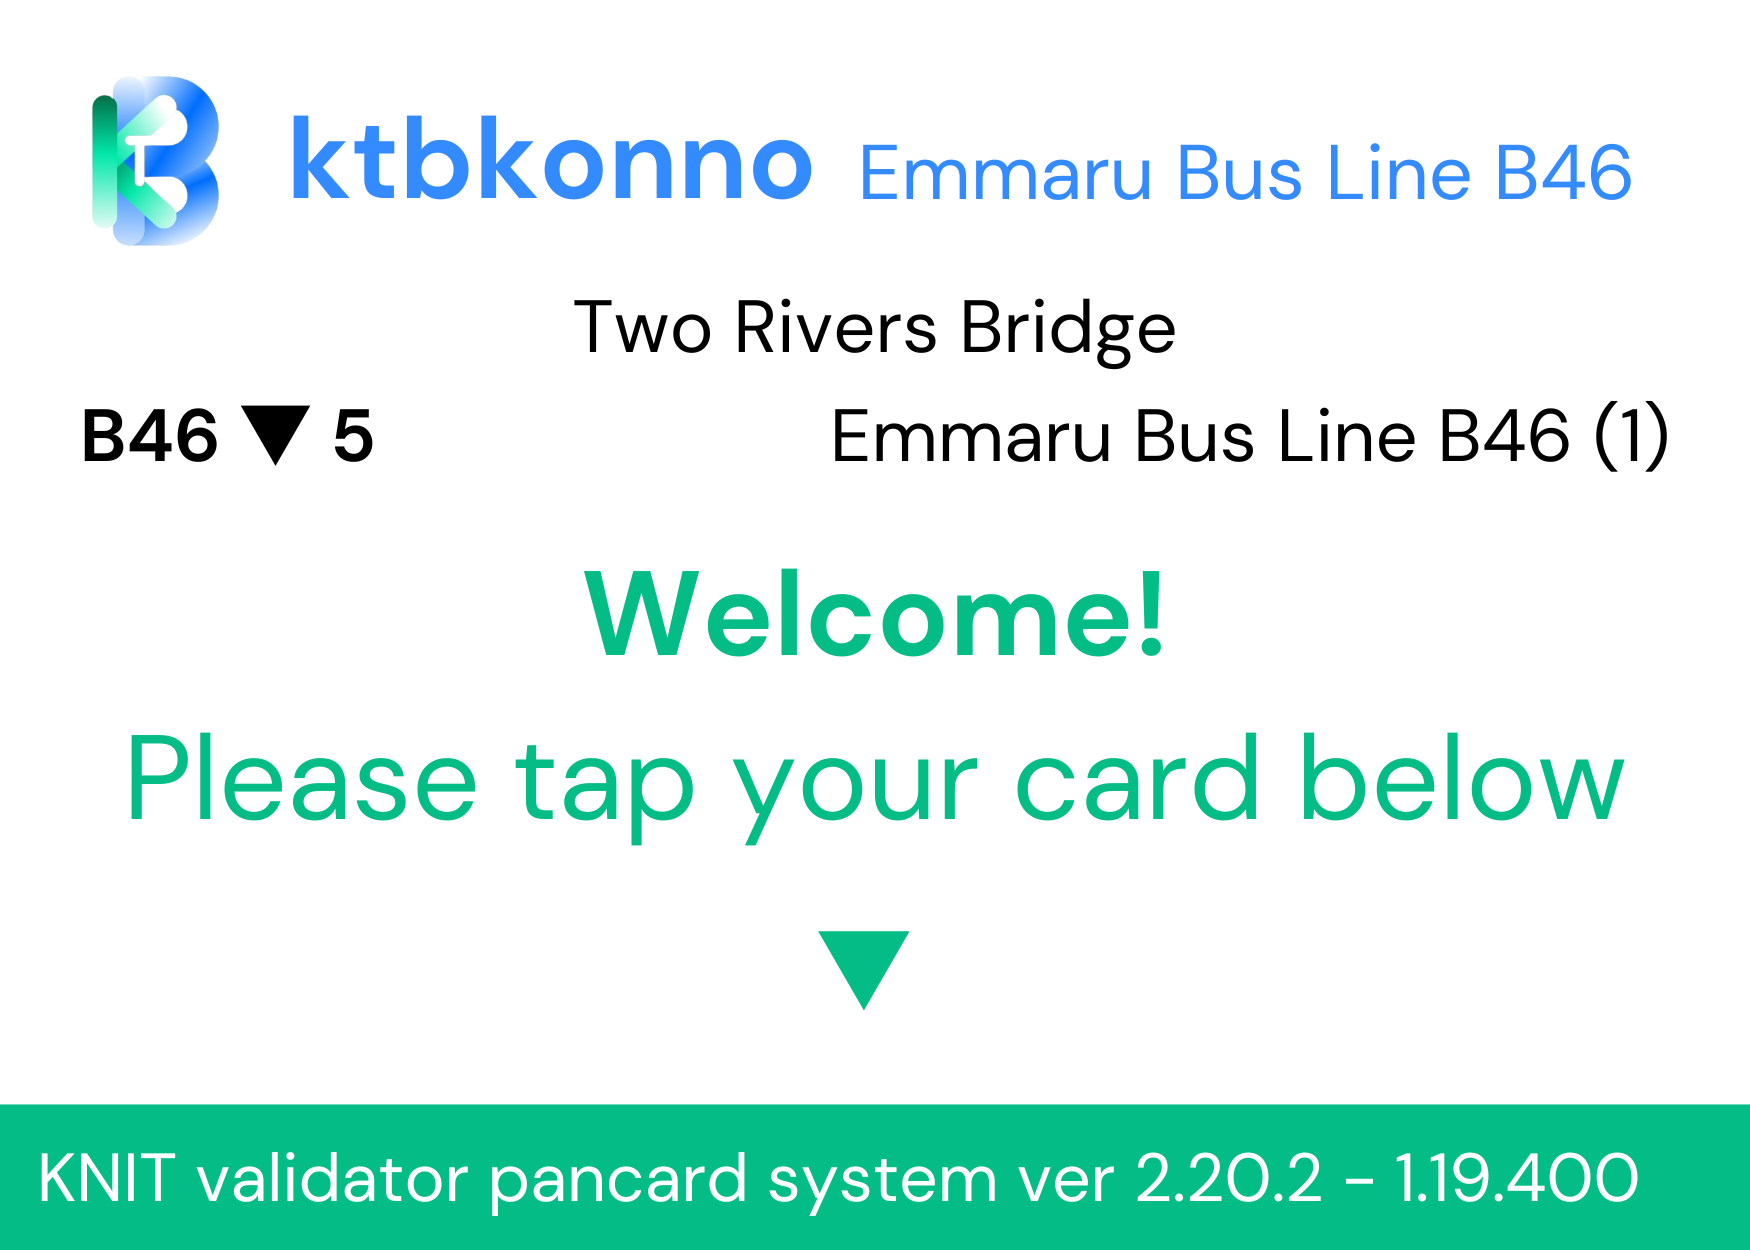 ktbkonno Emmaru Bus Line B46
Two Rivers Bridge
B46 ▼ 5 Emmaru Bus Line B46 (1)
Welcome!
Please tap your card below
▼
KNIT validator pancard system ver 2.20.2 - 1.19.400